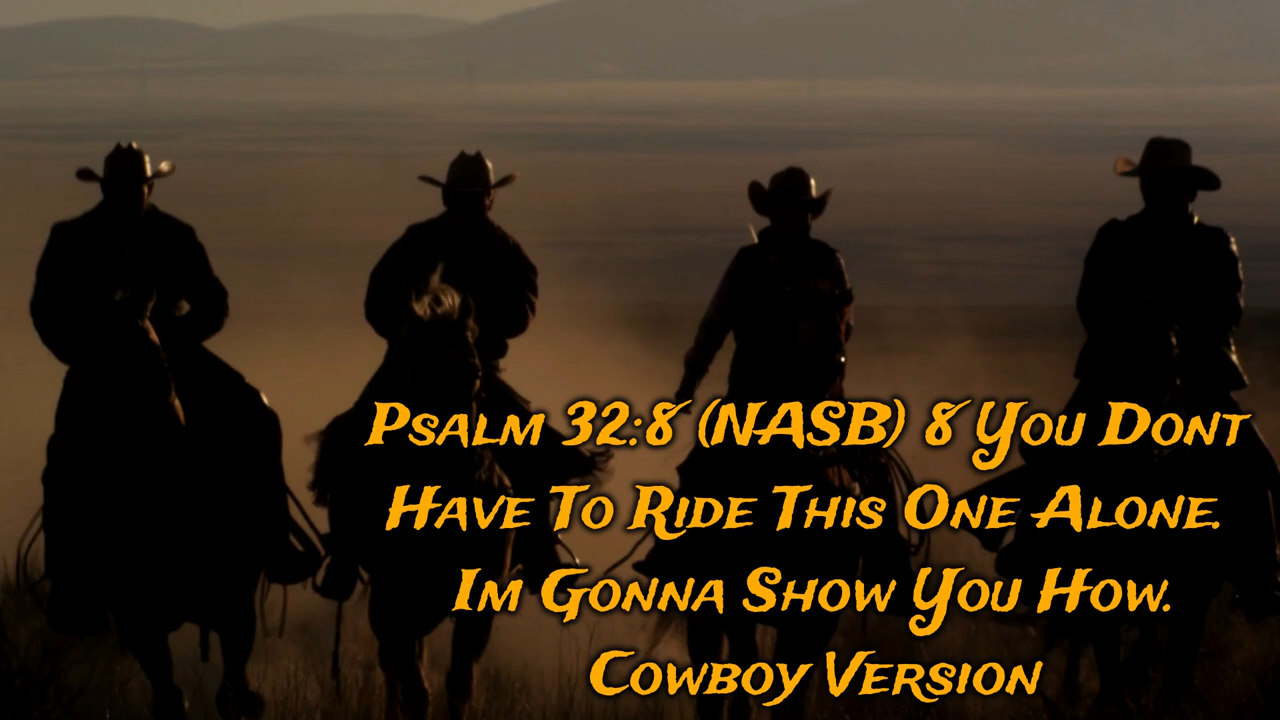 Psalm 32:8 (NASB) 8 You Dont
Have To Ride This One Alone.
Im Gonna Show You How.
Cowboy Version